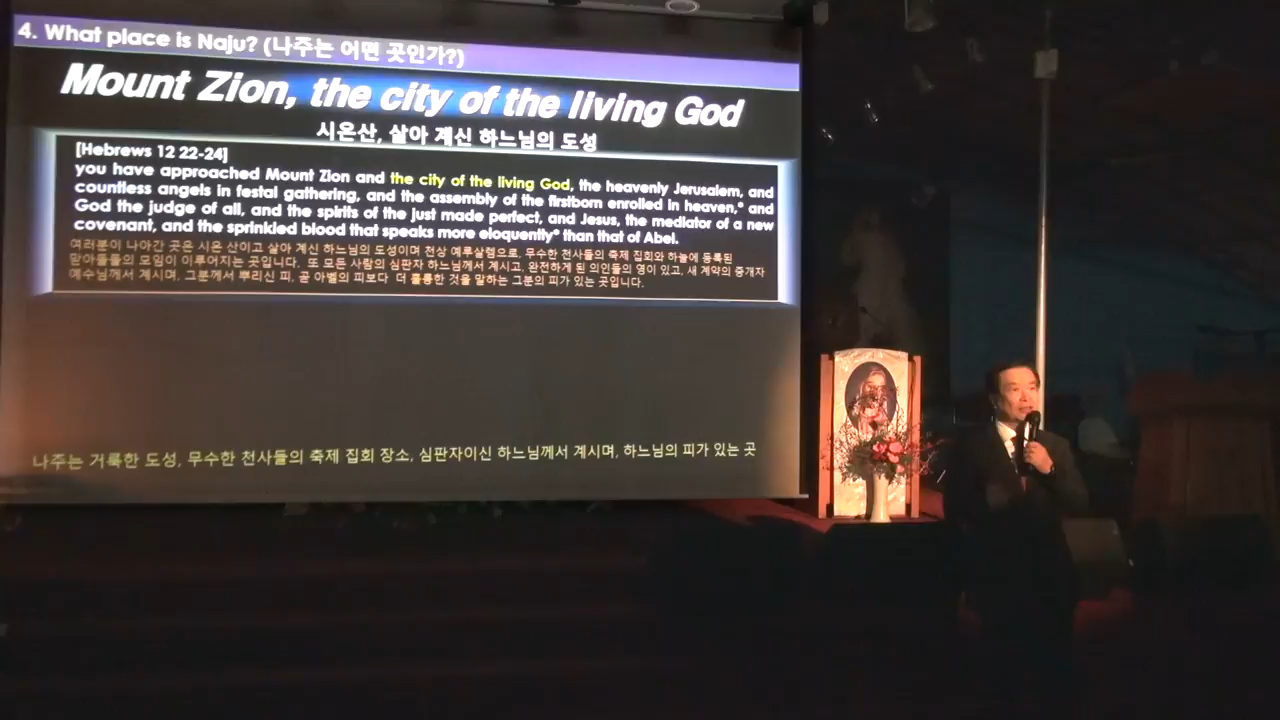 4. What place is Naju? (나주는 어떤 곳인가?)
Mount Zion, the city of the living God
시온산, 살아 계신 하느님의 도성
[Hebrews 12 22-24]
you have approached Mount Zion and the city of the living God, the heavenly Jerusalem, and
countless angels in festal gathering, and the assembly of the firstborn enrolled in heaven,* and
God the judge of all, and the spirits of the just made perfect, and Jesus, the mediator of a new
covenant, and the sprinkled blood that speaks more eloquently* than that of Abel.
여러분이 나아간 곳은 시온 산이고 살아 계신 하느님의 도성이며 천상 예루살렘으로, 무수한 천사들의 축제 집회와 하늘에 등록된
맏아들들의 모임이 이루어지는 곳입니다. 또 모든 사람의 심판자 하느님께서 계시고, 완전하게 된 의인들의 영이 있고, 새 계약의 중개자
예수님께서 계시며, 그분께서 뿌리신 피, 곧 아벨의 피보다 더 훌륭한 것을 말하는 그분의 피가 있는 곳입니다.
나주는 거룩한 도성, 무수한 천사들의 축제 집회 장소, 심판자이신 하느님께서 계시며, 하느님의 피가 있는 곳